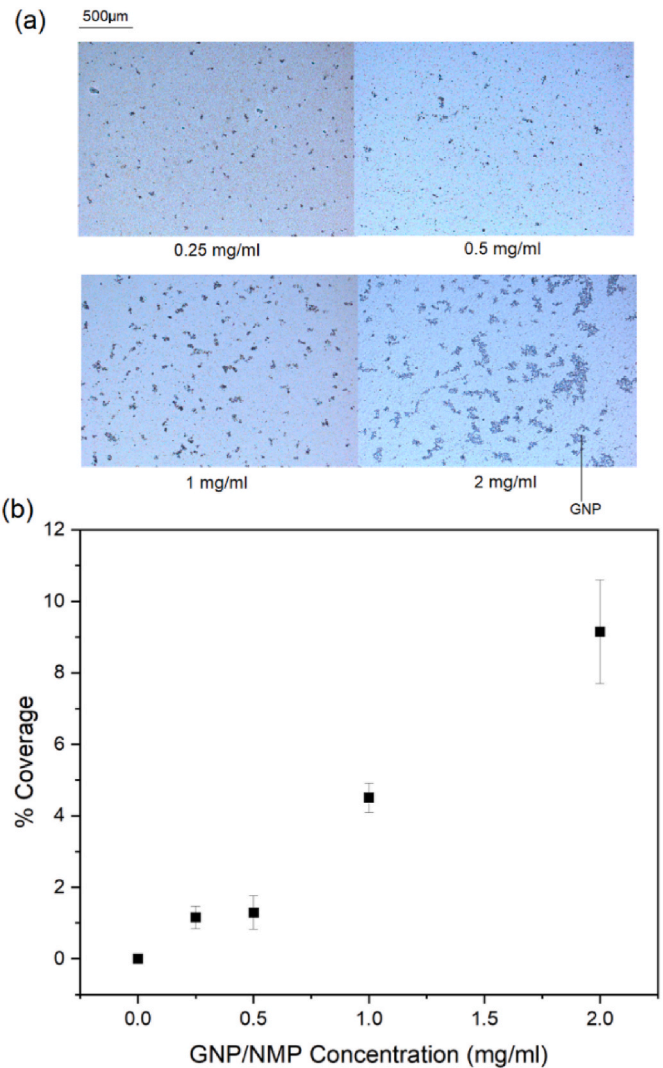 (a)
500µm
0.25 mg/ml 0.5 mg/ml
1 mg/ml 2 mg/ml
GNP
(b)
12
10
8
6
4
2
0
% Coverage
0.0 0.5 1.0 1.5 2.0
GNP/NMP Concentration (mg/ml)